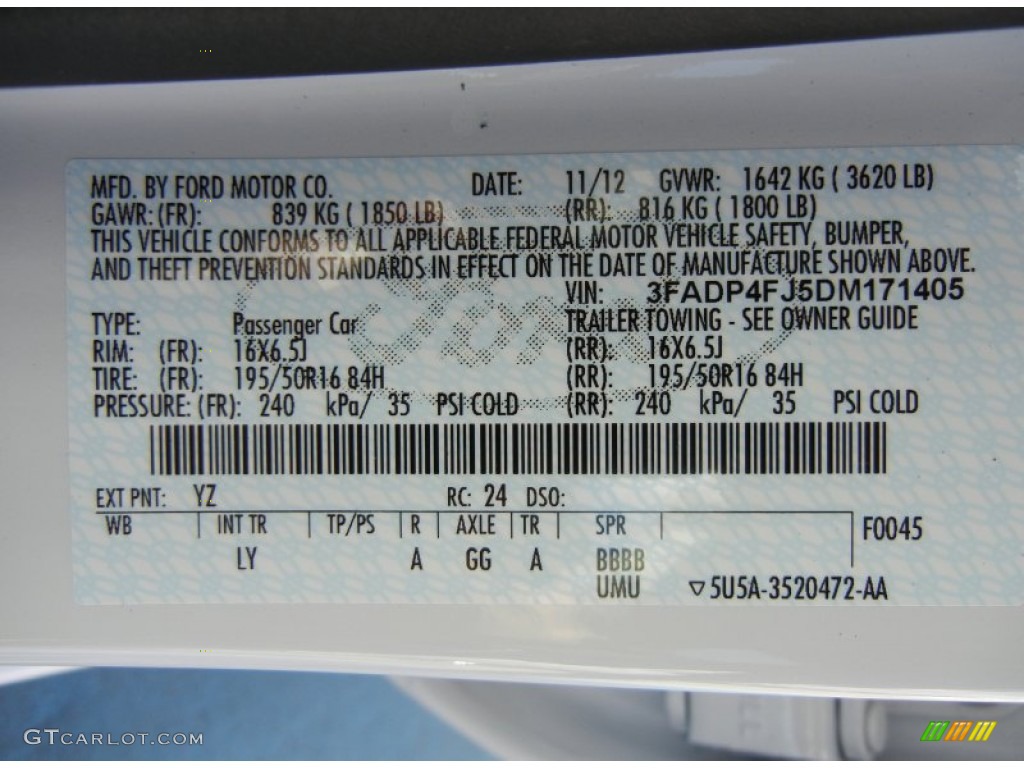 MFD. BY FORD MOTOR CO. DATE: 11/12 GVWR: 1642 KG ( 3620 LB)
GAWR: (FR): 839 KG ( 1850 LB) (RR): 816 KG ( 1800 LB)
THIS VEHICLE CONFORMS TO ALL APPLICABLE FEDERAL MOTOR VEHICLE SAFETY, BUMPER,
AND THEFT PREVENTION STANDARDS IN EFFECT ON THE DATE OF MANUFACTURE SHOWN ABOVE.
VIN: 3FADP4FJ5DM171405
TYPE: Passenger Car TRAILER TOWING - SEE OWNER GUIDE
RIM: (FR): 16X6.5J (RR): 16X6.5J
TIRE: (FR): 195/50R16 84H (RR): 195/50R16 84H
PRESSURE: (FR): 240 kPa/ 35 PSI COLD (RR): 240 kPa/ 35 PSI COLD
Ford
EXT PNT: YZ RC: 24 DSO:
WB INT TR TP/PS R AXLE TR SPR F0045
LY A GG A BBBB
UMU ▽5U5A-3520472-AA
GTCARLOT.COM